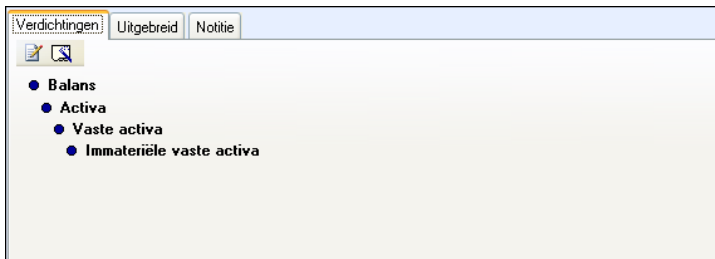 Verdichtingen Uitgebreid Notitie
Balans
Activa
Vaste activa
Immateriële vaste activa